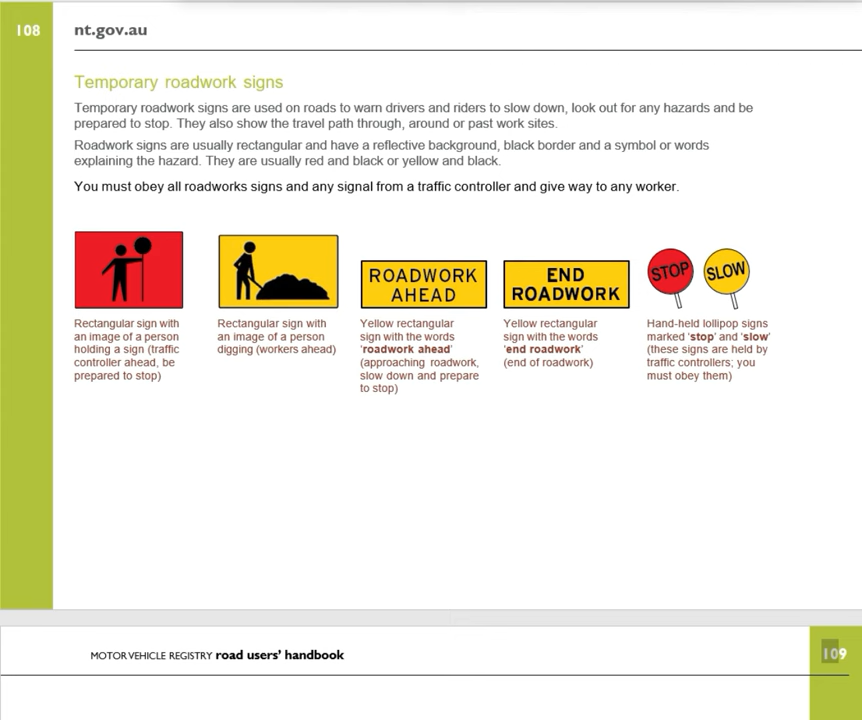 108
nt.gov.au
Temporary roadwork signs
Temporary roadwork signs are used on roads to warn drivers and riders to slow down, look out for any hazards and be
prepared to stop. They also show the travel path through, around or past work sites.
Roadwork signs are usually rectangular and have a reflective background, black border and a symbol or words
explaining the hazard. They are usually red and black or yellow and black.
You must obey all roadworks signs and any signal from a traffic controller and give way to any worker.
ROADWORK
AHEAD
END
ROADWORK
STOP
SLOW
Rectangular sign with
an image of a person
holding a sign (traffic
controller ahead, be
prepared to stop)
Rectangular sign with
an image of a person
digging (workers ahead)
Yellow rectangular
sign with the words
'roadwork ahead'
(approaching roadwork,
slow down and prepare
to stop)
Yellow rectangular
sign with the words
'end roadwork'
(end of roadwork)
Hand-held lollipop signs
marked 'stop' and 'slow'
(these signs are held by
traffic controllers; you
must obey them)
MOTOR VEHICLE REGISTRY road users' handbook
109